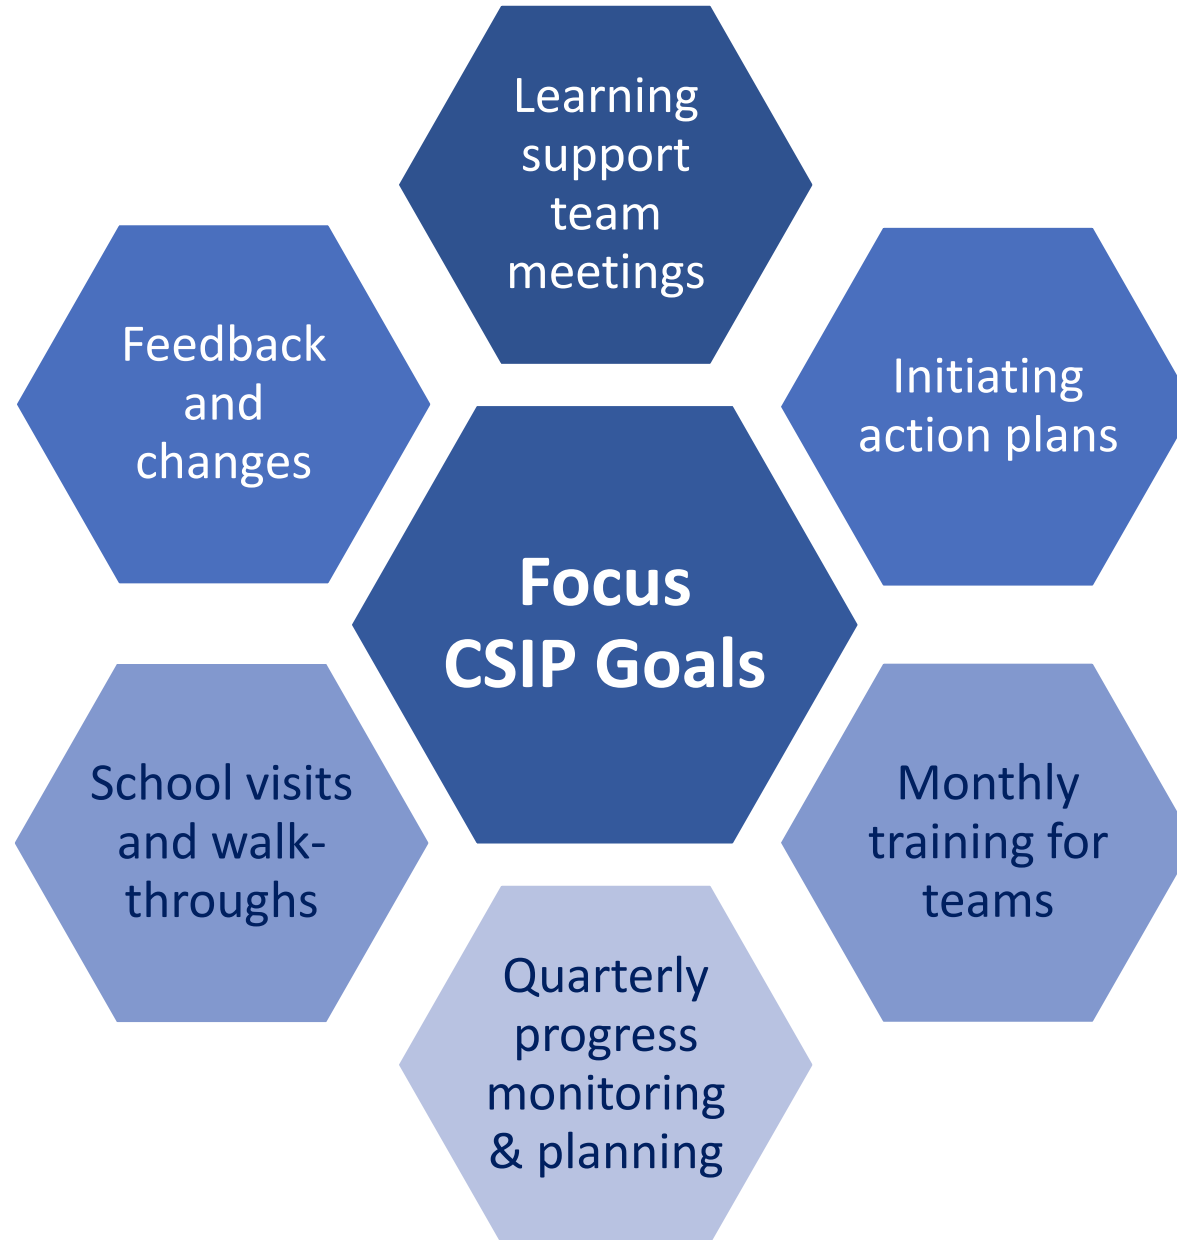 Learning
support
team
meetings
Initiating
action plans
Monthly
training for
teams
Quarterly
progress
monitoring
& planning
School visits
and walk-
throughs
Feedback
and
changes
Focus
CSIP Goals